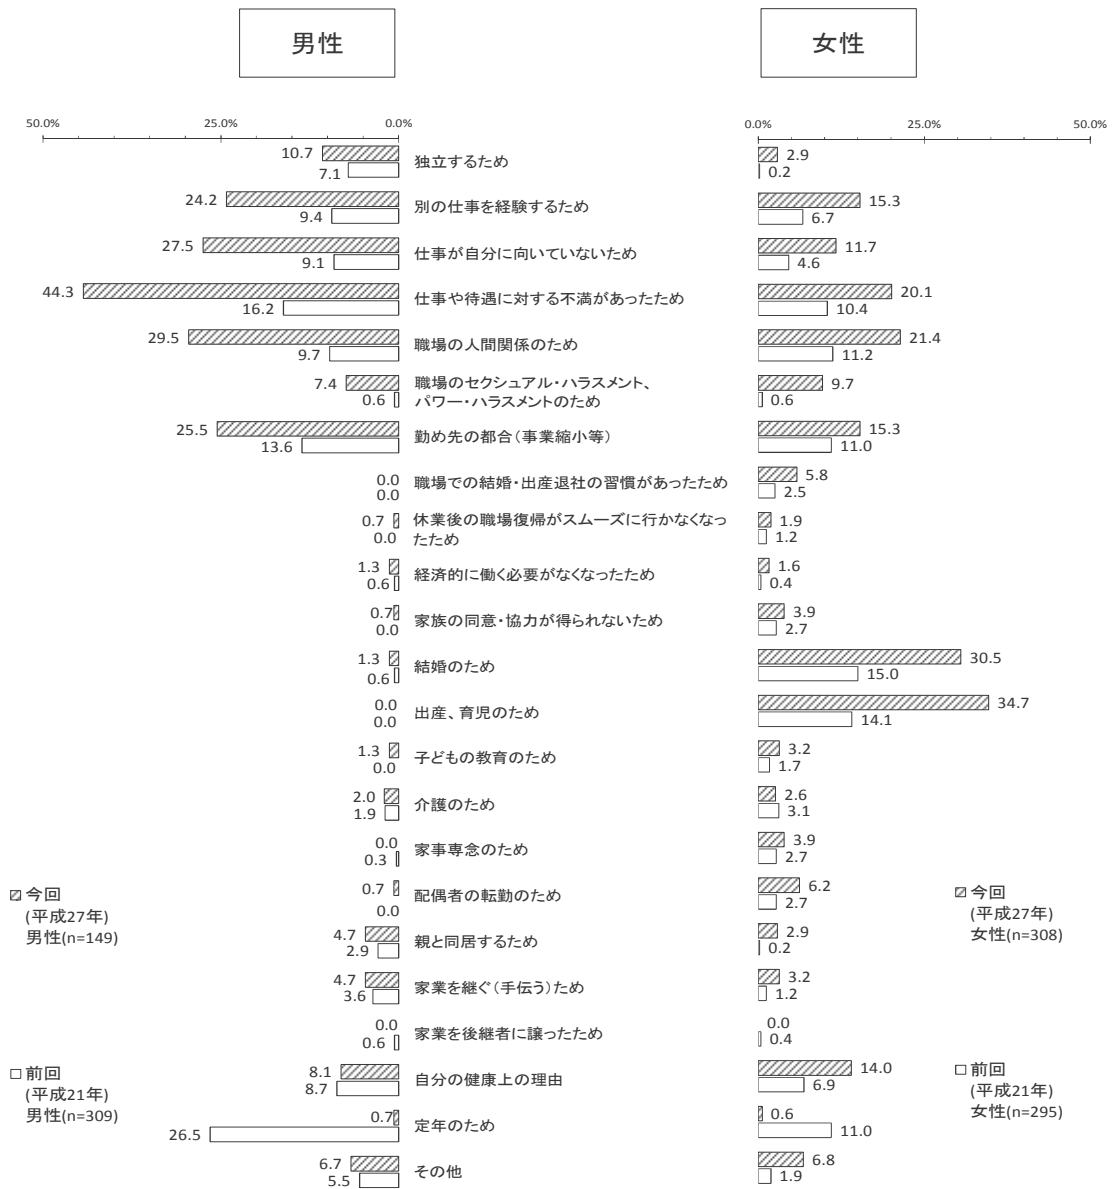 男性
女性
50.0%
25.0%
0.0%
0.0%
25.0%
50.0%
10.7
7.1
独立するため
2.9
0.2
24.2
9.4
別の仕事を経験するため
15.3
6.7
27.5
9.1
仕事が自分に向いていないため
11.7
4.6
44.3
16.2
仕事や待遇に対する不満があったため
20.1
10.4
29.5
9.7
職場の人間関係のため
21.4
11.2
7.4
0.6
職場のセクシュアル・ハラスメント、
パワー・ハラスメントのため
9.7
0.6
25.5
13.6
勤め先の都合(事業縮小等)
15.3
11.0
0.0
0.0
職場での結婚・出産退社の習慣があったため
5.8
2.5
0.7
0.0
休業後の職場復帰がスムーズに行かなくなっ
たため
1.9
1.2
1.3
0.6
経済的に働く必要がなくなったため
1.6
0.4
0.7
0.0
家族の同意・協力が得られないため
3.9
2.7
1.3
0.6
結婚のため
30.5
15.0
0.0
0.0
出産、育児のため
34.7
14.1
1.3
0.0
子どもの教育のため
3.2
1.7
2.0
1.9
介護のため
2.6
3.1
0.0
0.3
家事専念のため
3.9
2.7
0.7
0.0
配偶者の転勤のため
6.2
2.7
今回
(平成27年)
男性(n=149)
今回
(平成27年)
女性(n=308)
4.7
2.9
親と同居するため
2.9
0.2
4.7
3.6
家業を継ぐ(手伝う)ため
3.2
1.2
0.0
0.6
家業を後継者に譲ったため
0.0
0.4
8.1
8.7
自分の健康上の理由
14.0
6.9
前回
(平成21年)
男性(n=309)
前回
(平成21年)
女性(n=295)
0.7
26.5
定年のため
0.6
11.0
6.7
5.5
その他
6.8
1.9